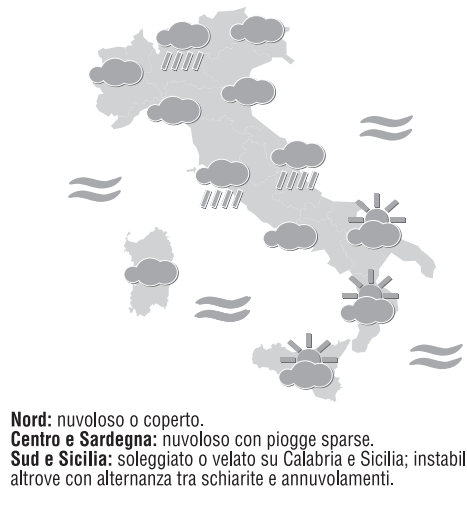 Nord: nuvoloso o coperto.
Centro e Sardegna: nuvoloso con piogge sparse.
Sud e Sicilia: soleggiato o velato su Calabria e Sicilia; instabil
altrove con alternanza tra schiarite e annuvolamenti.